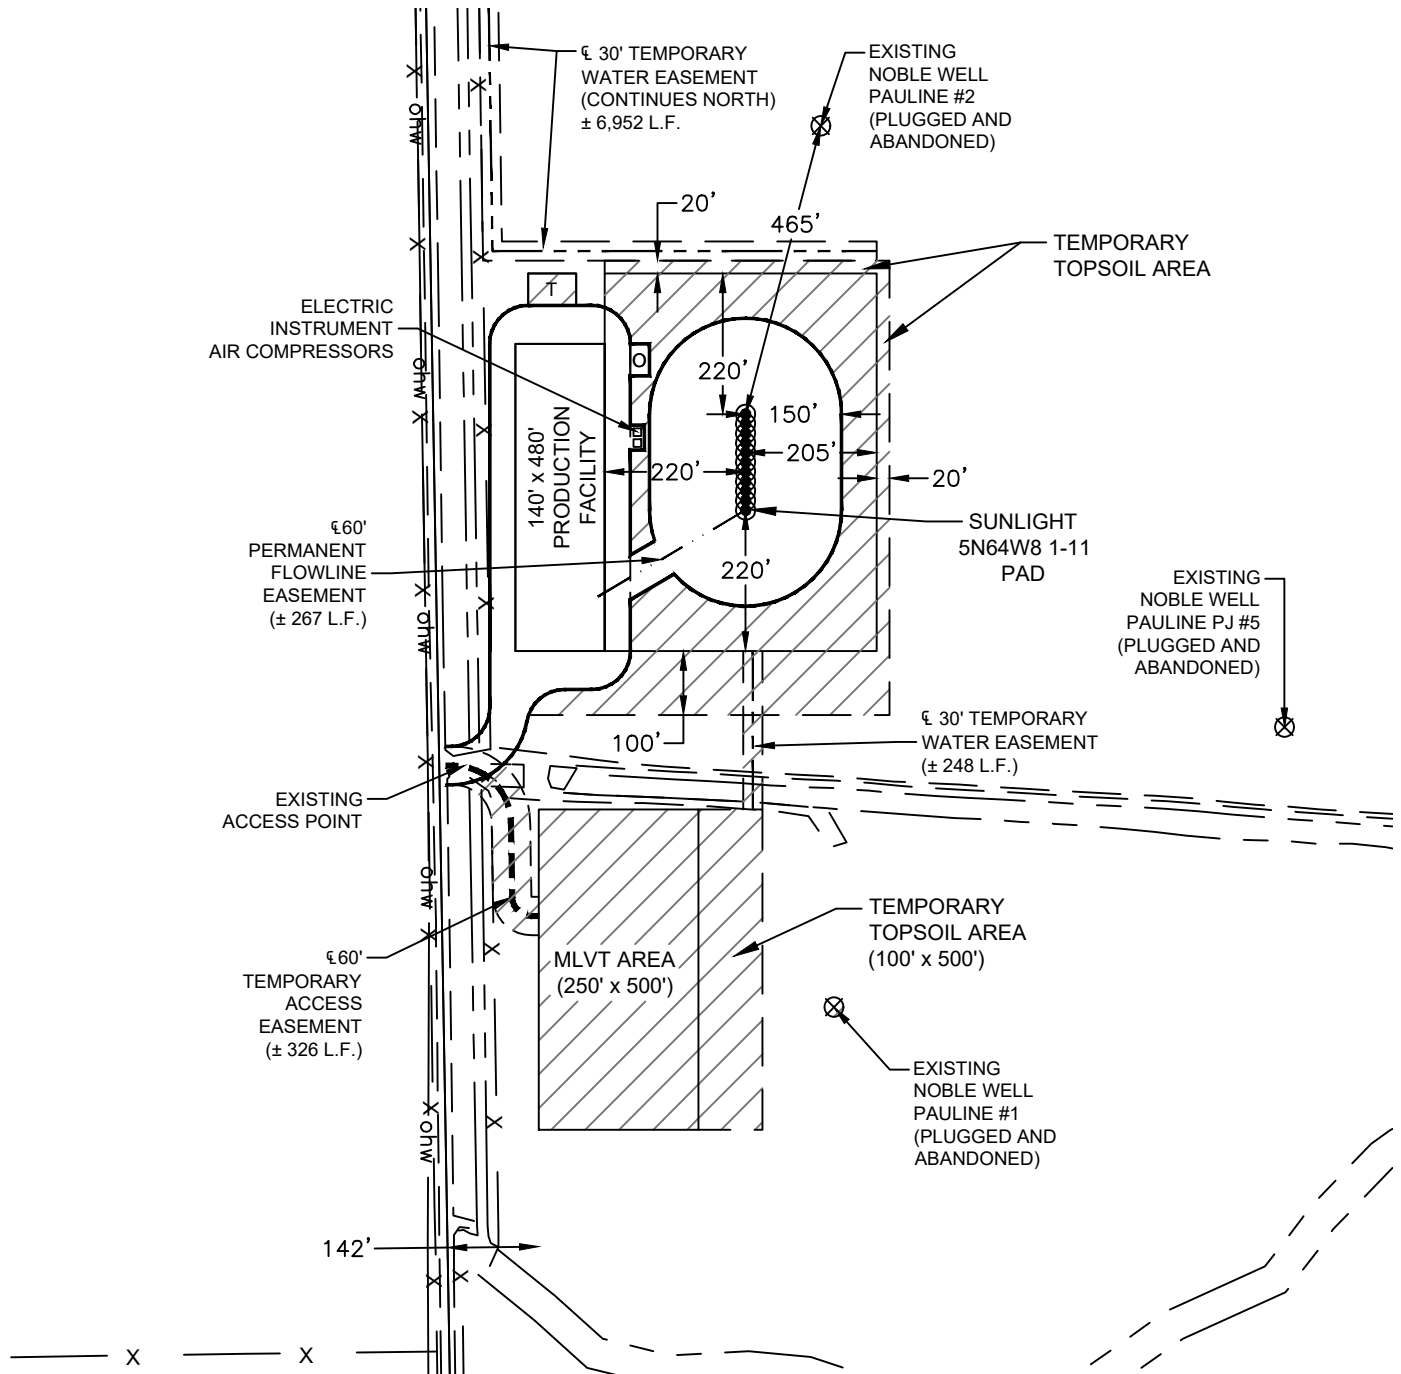 ℄ 30' TEMPORARY
WATER EASEMENT
(CONTINUES NORTH)
± 6,952 L.F.
EXISTING
NOBLE WELL
PAULINE #2
(PLUGGED AND
ABANDONED)
X
X
ohw
20'
465'
X
X
TEMPORARY
TOPSOIL AREA
T
ELECTRIC
INSTRUMENT
AIR COMPRESSORS
O
ohw
220'
X
X
150'
205'
140' x 480'
PRODUCTION
FACILITY
220'
20'
SUNLIGHT
5N64W8 1-11
PAD
℄60'
PERMANENT
FLOWLINE
EASEMENT
(± 267 L.F.)
220'
X
X
ohw
EXISTING
NOBLE WELL
PAULINE PJ #5
(PLUGGED AND
ABANDONED)
℄ 30' TEMPORARY
WATER EASEMENT
(± 248 L.F.)
100'
X
EXISTING
ACCESS POINT
ohw
TEMPORARY
TOPSOIL AREA
(100' x 500')
X
X
MLVT AREA
(250' x 500')
℄60'
TEMPORARY
ACCESS
EASEMENT
(± 326 L.F.)
EXISTING
NOBLE WELL
PAULINE #1
(PLUGGED AND
ABANDONED)
X
X
ohw
142'
X
X
X
X